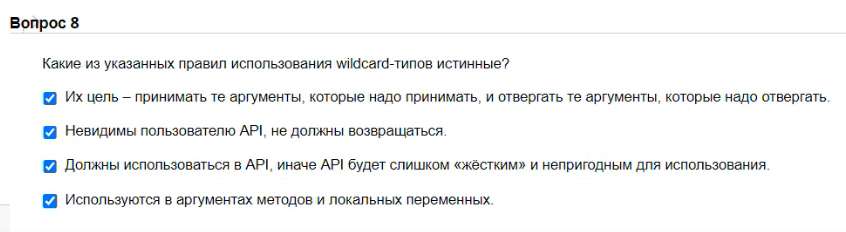 Вопрос 8
Какие из указанных правил использования wildcard-типов истинные?
Их цель – принимать те аргументы, которые надо принимать, и отвергать те аргументы, которые надо отвергать.
Невидимы пользователю API, не должны возвращаться.
Должны использоваться в API, иначе API будет слишком «жёстким» и непригодным для использования.
Используются в аргументах методов и локальных переменных.